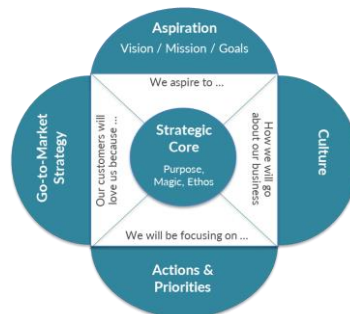 Aspiration
Vision / Mission / Goals
We aspire to ...
Go-to-Market
Strategy
Our customers will
love us because ...
Strategic
Core
Purpose,
Magic, Ethos
How we will go
about our business
Culture
We will be focusing on ...
Actions &
Priorities